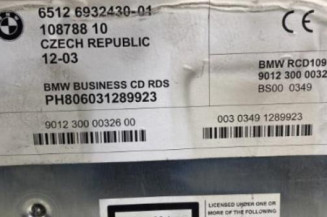 6512 6932430-01
108788 10
CZECH REPUBLIC
12-03
BMW BUSINESS CD RDS
PH806031289923
BMW RCD109
9012 300 0032
BS00 0349
9012 300 00326 00
003 0349 1289923
LICENSED UNDER ONE OR
MORE OF THE FOLLOWING